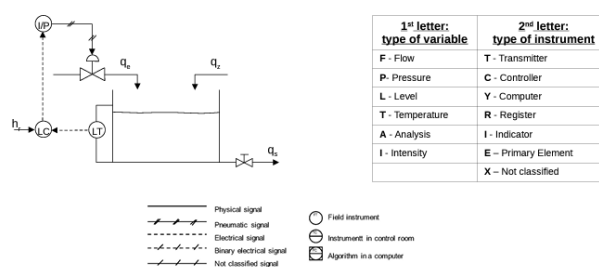 I/P
qe
qz
h
LC
LT
qs
1st letter:
type of variable
2nd letter:
type of instrument
F - Flow
T - Transmitter
P- Pressure
C - Controller
L - Level
Y - Computer
T - Temperature
R - Register
A - Analysis
I - Indicator
I - Intensity
E – Primary Element
X – Not classified
Physical signal
Pneumatic signal
Electrical signal
Binary electrical signal
Not classified signal
Field instrument
Instrumentt in control room
Algorithm in a computer